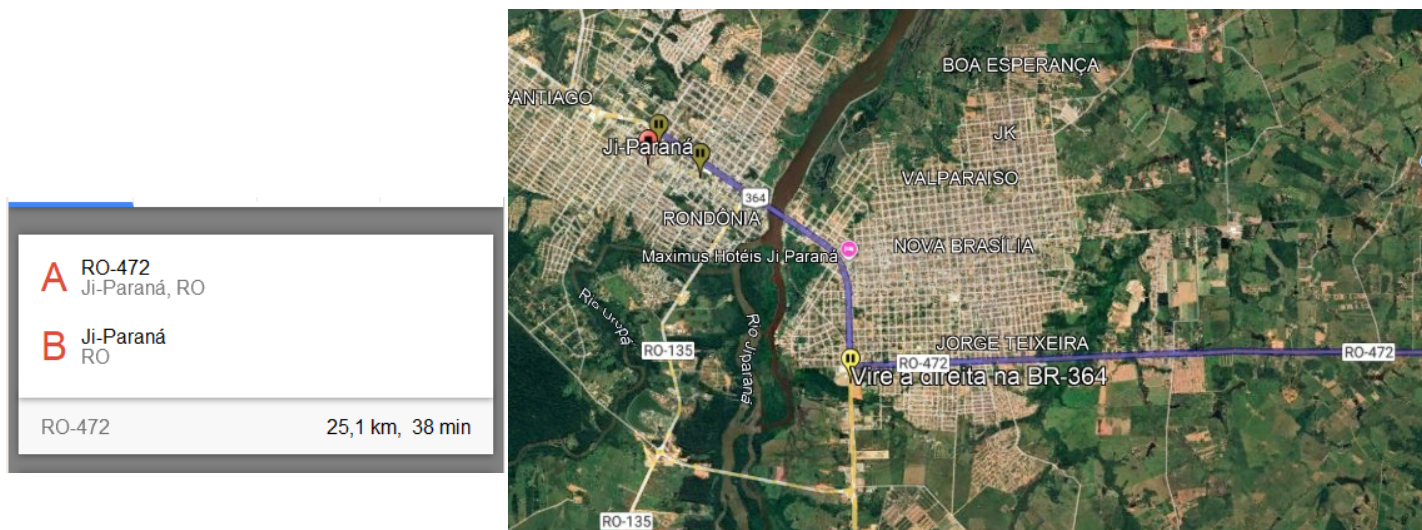 A RO-472
Ji-Paraná, RO
B Ji-Paraná
RO
RO-472 25,1 km, 38 min
BOA ESPERANÇA
SANTIAGO
JK
Ji-Paraná
VALPARAISO
364
RONDÔNIA
NOVA BRASÍLIA
Maximus Hotéis Ji Paraná
Rio Urupá
Rio Jiparaná
RO-135
JORGE TEIXEIRA
RO-472
RO-472
Vire à direita na BR-364
RO-135